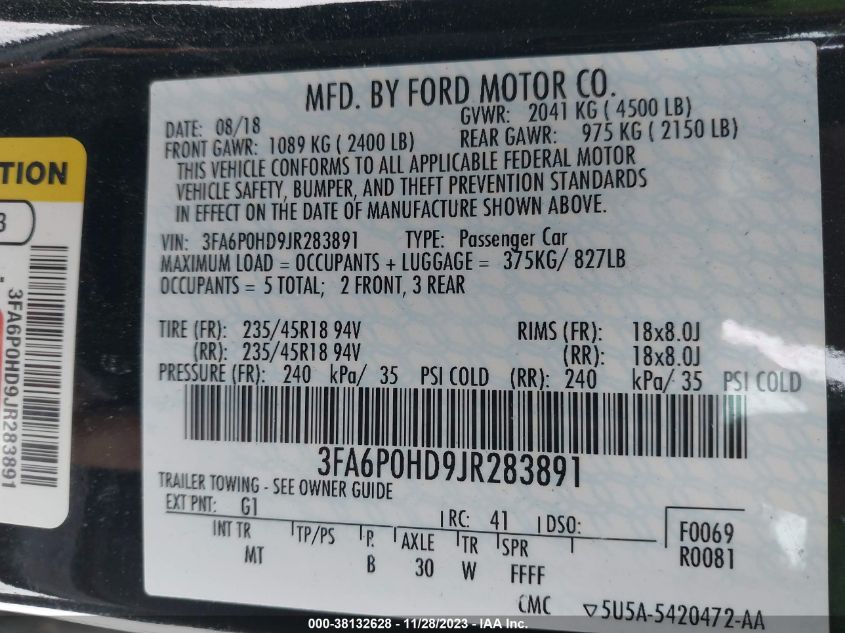 MFD. BY FORD MOTOR CO.
DATE: 08/18 GVWR: 2041 KG ( 4500 LB)
FRONT GAWR: 1089 KG ( 2400 LB) REAR GAWR: 975 KG ( 2150 LB)
THIS VEHICLE CONFORMS TO ALL APPLICABLE FEDERAL MOTOR
VEHICLE SAFETY, BUMPER, AND THEFT PREVENTION STANDARDS
IN EFFECT ON THE DATE OF MANUFACTURE SHOWN ABOVE.
VIN: 3FA6P0HD9JR283891 TYPE: Passenger Car
MAXIMUM LOAD = OCCUPANTS + LUGGAGE = 375KG/ 827LB
OCCUPANTS = 5 TOTAL; 2 FRONT, 3 REAR
TIRE (FR): 235/45R18 94V RIMS (FR): 18x8.0J
(RR): 235/45R18 94V (RR): 18x8.0J
PRESSURE (FR): 240 kPa/ 35 PSI COLD (RR): 240 kPa/ 35 PSI COLD
3FA6P0HD9JR283891
TRAILER TOWING - SEE OWNER GUIDE
EXT PNT: G1 RC: 41 DSO: F0069
INT TR TP/PS R AXLE TR SPR R0081
MT B 30 W FFFF
CMC ▽5U5A-5420472-AA
TION
3
3FA6P0HD9JR283891
000-38132628 - 11/28/2023 - IAA Inc.